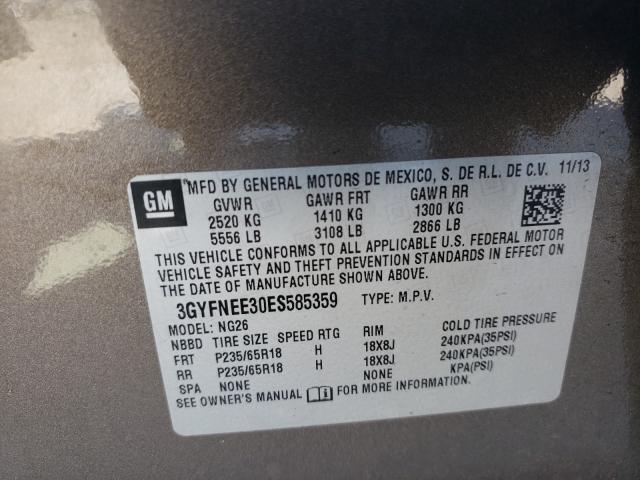 GM
MFD BY GENERAL MOTORS DE MEXICO, S. DE R.L. DE C.V. 11/13
GVWR GAWR FRT GAWR RR
2520 KG 1410 KG 1300 KG
5556 LB 3108 LB 2866 LB
THIS VEHICLE CONFORMS TO ALL APPLICABLE U.S. FEDERAL MOTOR
VEHICLE SAFETY AND THEFT PREVENTION STANDARDS IN EFFECT ON
THE DATE OF MANUFACTURE SHOWN ABOVE.
3GYFNEE30ES585359 TYPE: M.P.V.
MODEL: NG26
NBBD TIRE SIZE SPEED RTG RIM COLD TIRE PRESSURE
FRT P235/65R18 H 18X8J 240KPA(35PSI)
RR P235/65R18 H 18X8J 240KPA(35PSI)
SPA NONE NONE KPA(PSI)
SEE OWNER'S MANUAL FOR MORE INFORMATION.